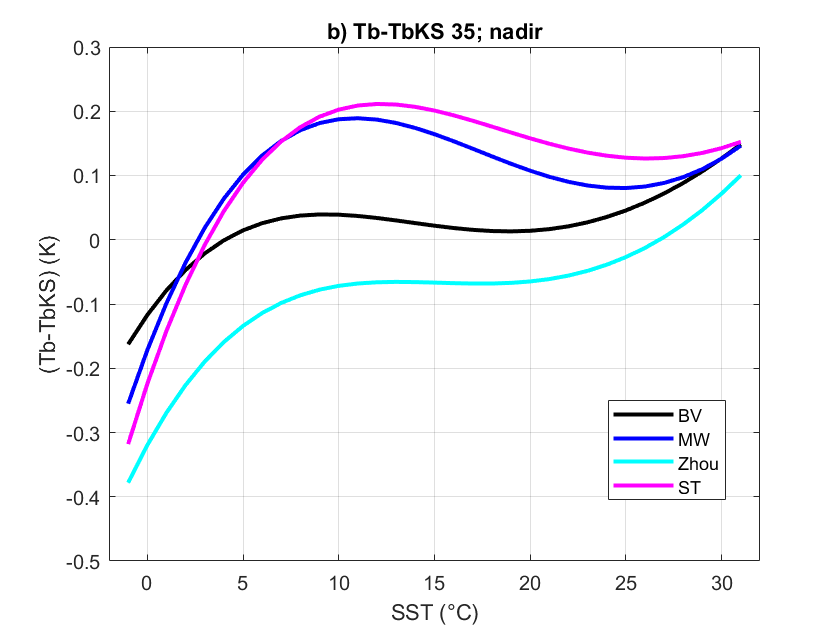 b) Tb-TbKS 35; nadir
0.3
0.2
0.1
0
-0.1
-0.2
-0.3
-0.4
-0.5
(Tb-TbKS) (K)
BV
MW
Zhou
ST
0 5 10 15 20 25 30
SST (°C)